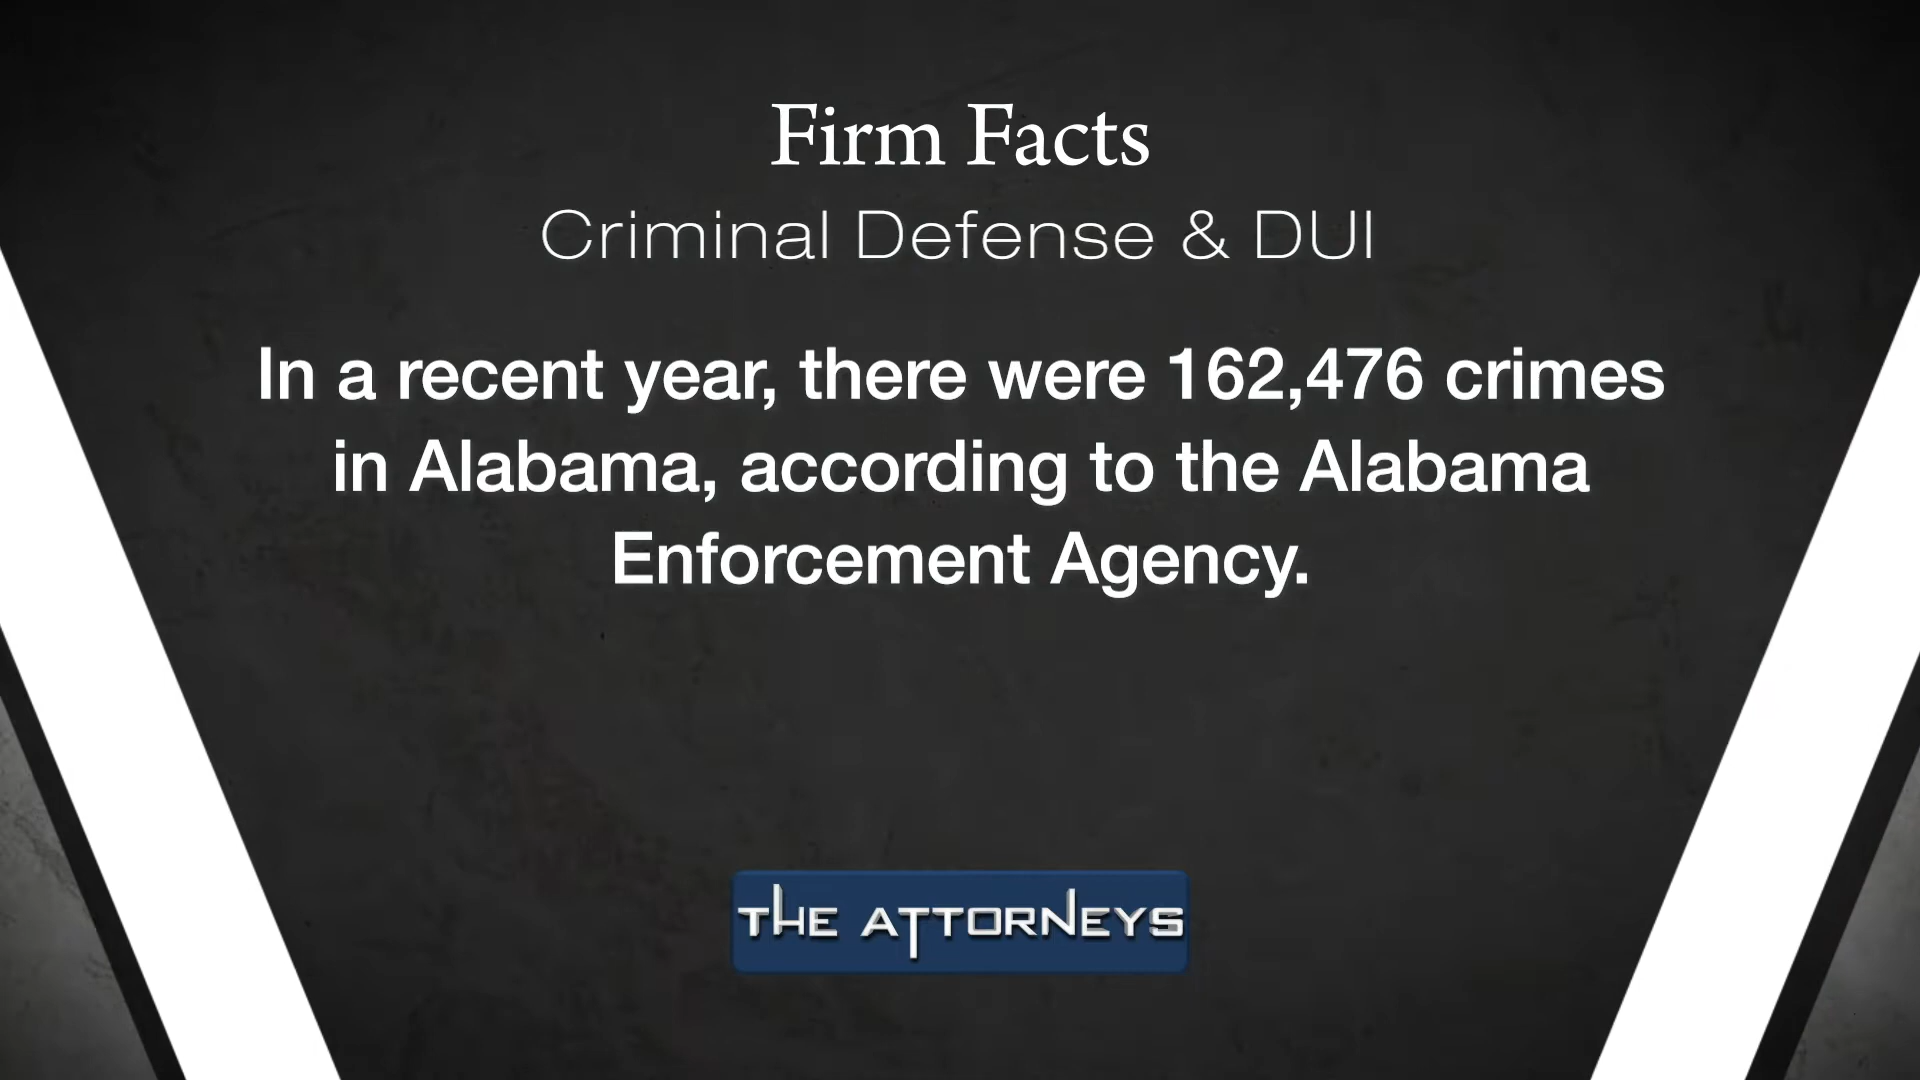 Firm Facts
Criminal Defense & DUI
In a recent year, there were 162,476 crimes
in Alabama, according to the Alabama
Enforcement Agency.
THE ATTORNEYS